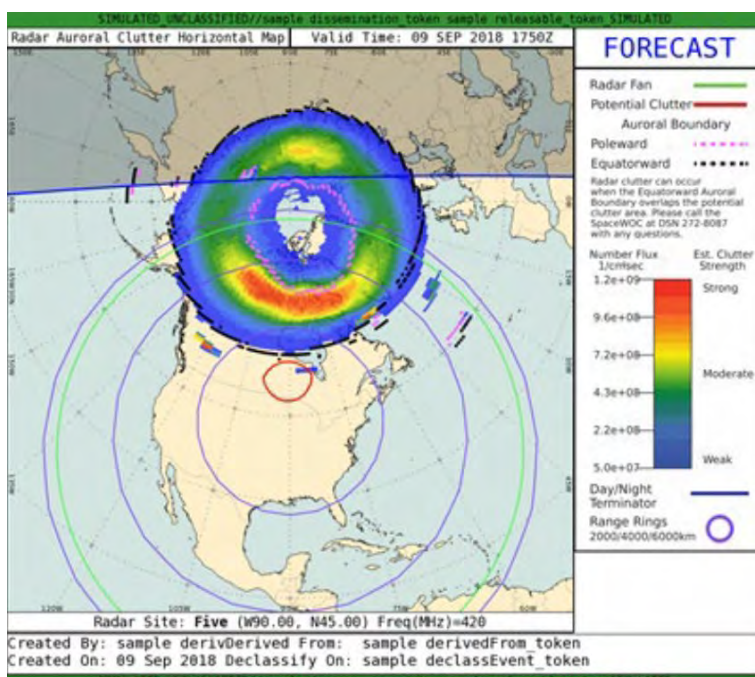 SIMULATED_UNCLASSIFIED//sample dissemination_token sample releasable_token_SIMULATED
Radar Auroral Clutter Horizontal Map
Valid Time: 09 SEP 2018 1750Z
FORECAST
Radar Fan
Potential Clutter
Auroral Boundary
Poleward
Equatorward
Radar clutter can occur
when the Equatorward Auroral
Boundary overlaps the potential
clutter area. Please call the
SpaceWOC at DSN 272-8087
with any questions.
Number Flux
1/cm²sec
Est. Clutter
Strength
1.2e+09
Strong
9.6e+08
7.2e+08
Moderate
4.3e+08
2.2e+08
Weak
5.0e+07
Day/Night
Terminator
Range Rings
2000/4000/6000km
120W
105W
90W
75W
60W
Radar Site: Five (W90.00, N45.00) Freq(MHz)=420
Created By: sample derivDerived From: sample derivedFrom_token
Created On: 09 Sep 2018 Declassify On: sample declassEvent_token